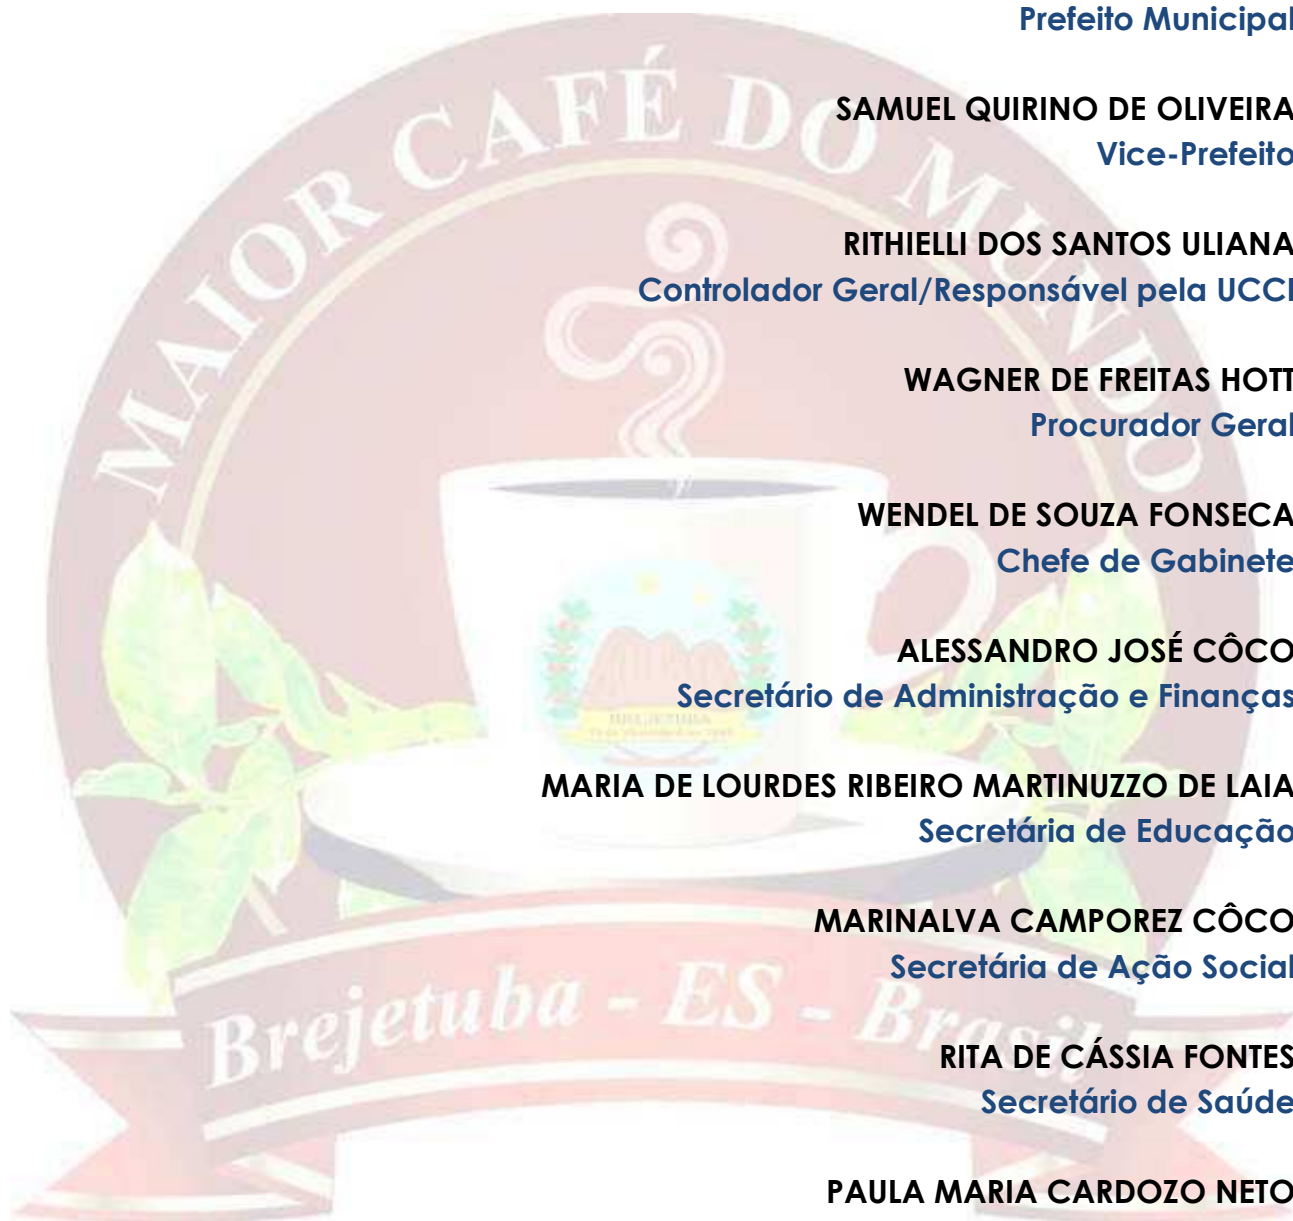 Prefeito Municipal
SAMUEL QUIRINO DE OLIVEIRA
Vice-Prefeito
RITHIELLI DOS SANTOS ULIANA
Controlador Geral/Responsável pela UCCI
WAGNER DE FREITAS HOTT
Procurador Geral
WENDEL DE SOUZA FONSECA
Chefe de Gabinete
ALESSANDRO JOSÉ CÔCO
Secretário de Administração e Finanças
MARIA DE LOURDES RIBEIRO MARTINUZZO DE LAIA
Secretária de Educação
MARINALVA CAMPOREZ CÔCO
Secretária de Ação Social
RITA DE CÁSSIA FONTES
Secretário de Saúde
PAULA MARIA CARDOZO NETO
MAIOR CAFÉ DO MUNDO
BREJETUBA
Brejetuba - ES - Brasil